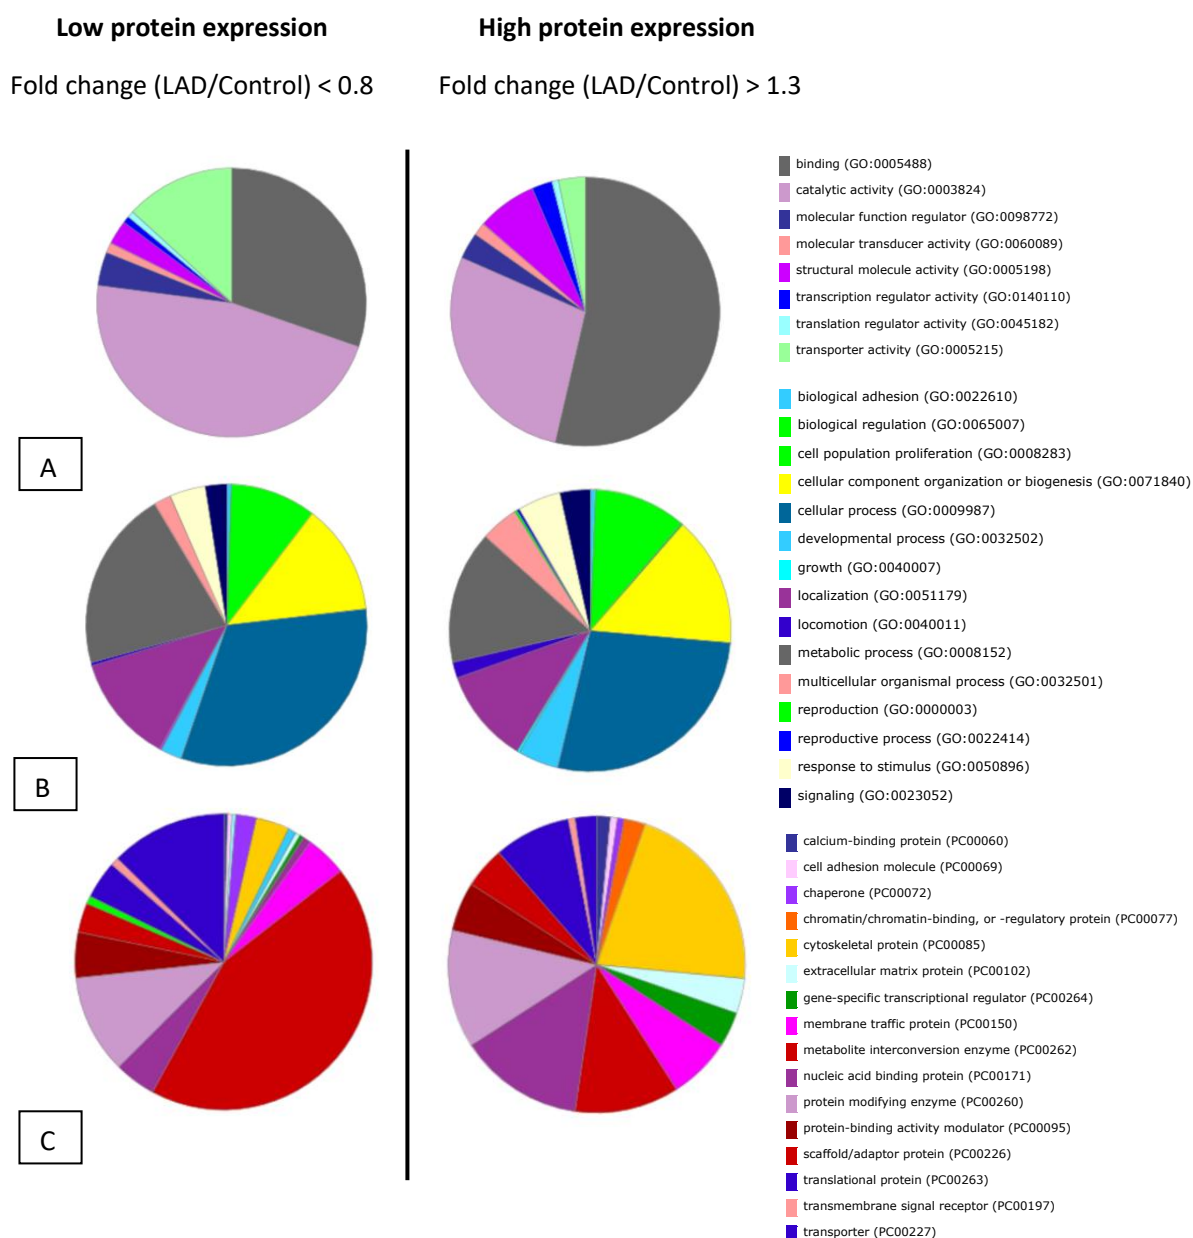 Low protein expression
High protein expression
Fold change (LAD/Control) < 0.8
Fold change (LAD/Control) > 1.3
binding (GO:0005488)
catalytic activity (GO:0003824)
molecular function regulator (GO:0098772)
molecular transducer activity (GO:0060089)
structural molecule activity (GO:0005198)
transcription regulator activity (GO:0140110)
translation regulator activity (GO:0045182)
transporter activity (GO:0005215)
A
biological adhesion (GO:0022610)
biological regulation (GO:0065007)
cell population proliferation (GO:0008283)
cellular component organization or biogenesis (GO:0071840)
cellular process (GO:0009987)
developmental process (GO:0032502)
growth (GO:0040007)
localization (GO:0051179)
locomotion (GO:0040011)
metabolic process (GO:0008152)
multicellular organismal process (GO:0032501)
reproduction (GO:0000003)
reproductive process (GO:0022414)
response to stimulus (GO:0050896)
signaling (GO:0023052)
B
calcium-binding protein (PC00060)
cell adhesion molecule (PC00069)
chaperone (PC00072)
chromatin/chromatin-binding, or -regulatory protein (PC00077)
cytoskeletal protein (PC00085)
extracellular matrix protein (PC00102)
gene-specific transcriptional regulator (PC00264)
membrane traffic protein (PC00150)
metabolite interconversion enzyme (PC00262)
nucleic acid binding protein (PC00171)
protein modifying enzyme (PC00260)
protein-binding activity modulator (PC00095)
scaffold/adaptor protein (PC00226)
translational protein (PC00263)
transmembrane signal receptor (PC00197)
transporter (PC00227)
C